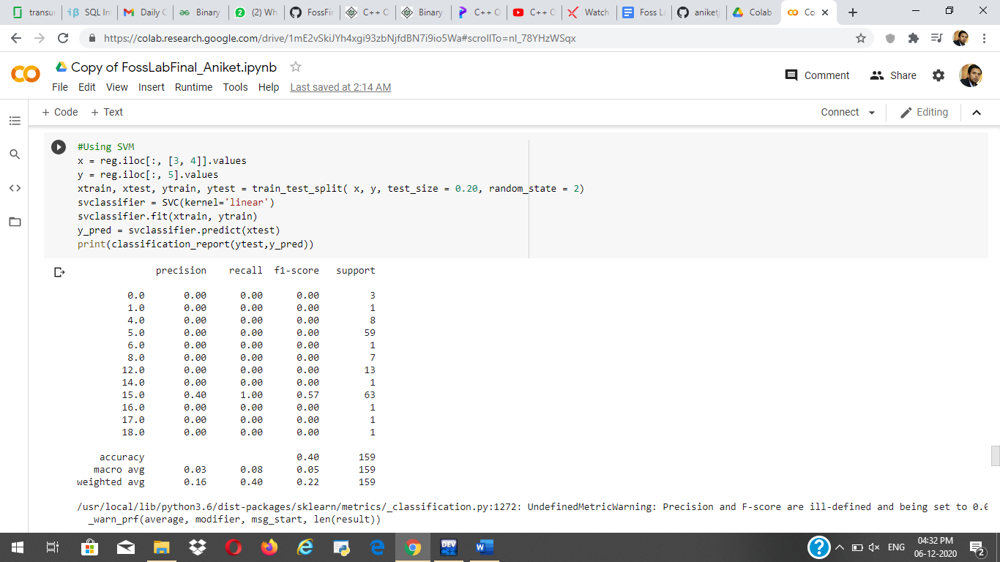 transur
SQL In
Daily C
Binary
(2) Wh
FossFir
C++ C
Binary
C++ C
C++ C
Watch
Foss La
aniketj
Colab
Co
https://colab.research.google.com/drive/1mE2vSkiJYh4xgi93zbNjfdBN7i9io5Wa#scrollTo=nI_78YHzWSqx
Copy of FossLabFinal_Aniket.ipynb
Comment Share
File Edit View Insert Runtime Tools Help Last saved at 2:14 AM
+ Code + Text Connect Editing
#Using SVM
x = reg.iloc[:, [3, 4]].values
y = reg.iloc[:, 5].values
xtrain, xtest, ytrain, ytest = train_test_split( x, y, test_size = 0.20, random_state = 2)
svclassifier = SVC(kernel='linear')
svclassifier.fit(xtrain, ytrain)
y_pred = svclassifier.predict(xtest)
print(classification_report(ytest,y_pred))
precision recall f1-score support
0.0 0.00 0.00 0.00 3
1.0 0.00 0.00 0.00 1
4.0 0.00 0.00 0.00 8
5.0 0.00 0.00 0.00 59
6.0 0.00 0.00 0.00 1
8.0 0.00 0.00 0.00 7
12.0 0.00 0.00 0.00 13
14.0 0.00 0.00 0.00 1
15.0 0.40 1.00 0.57 63
16.0 0.00 0.00 0.00 1
17.0 0.00 0.00 0.00 1
18.0 0.00 0.00 0.00 1
accuracy 0.40 159
macro avg 0.03 0.08 0.05 159
weighted avg 0.16 0.40 0.22 159
/usr/local/lib/python3.6/dist-packages/sklearn/metrics/_classification.py:1272: UndefinedMetricWarning: Precision and F-score are ill-defined and being set to 0.0
_warn_prf(average, modifier, msg_start, len(result))
DEV C++
ENG
04:32 PM
06-12-2020
2